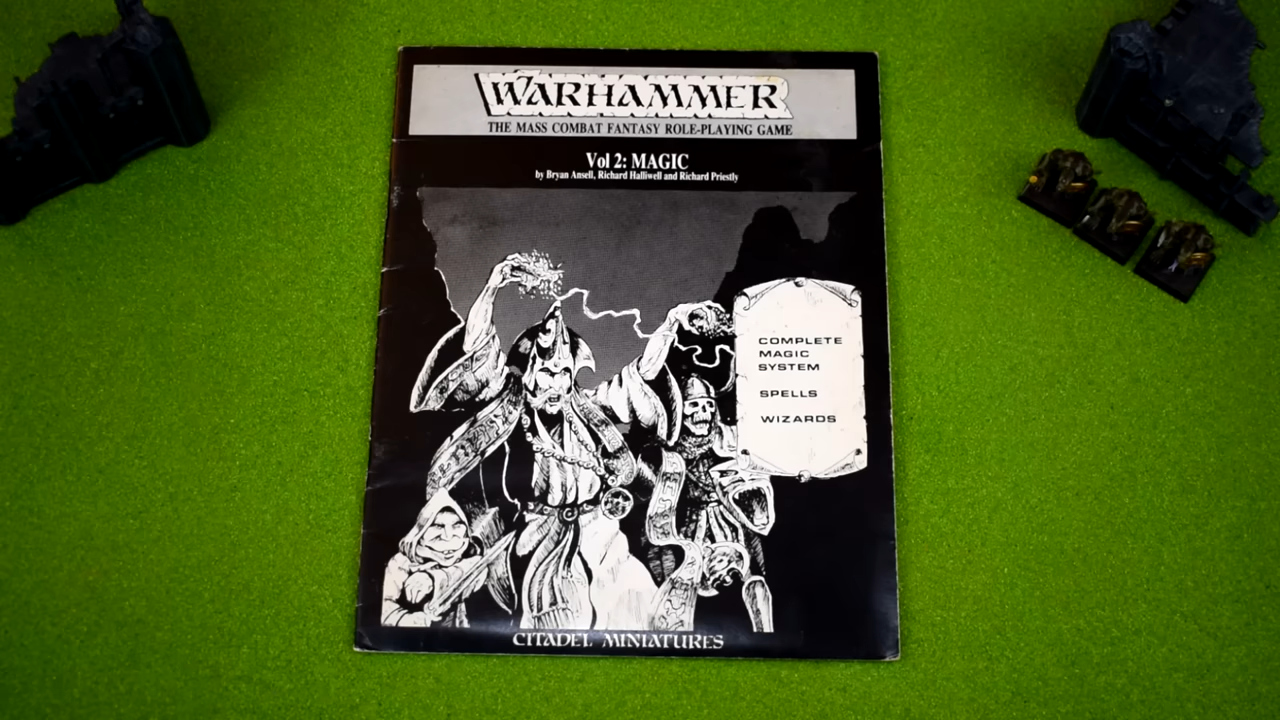 WARHAMMER
THE MASS COMBAT FANTASY ROLE-PLAYING GAME
Vol 2: MAGIC
by Bryan Ansell, Richard Halliwell and Richard Priestly
COMPLETE
MAGIC
SYSTEM
SPELLS
WIZARDS
CITADEL MINIATURES